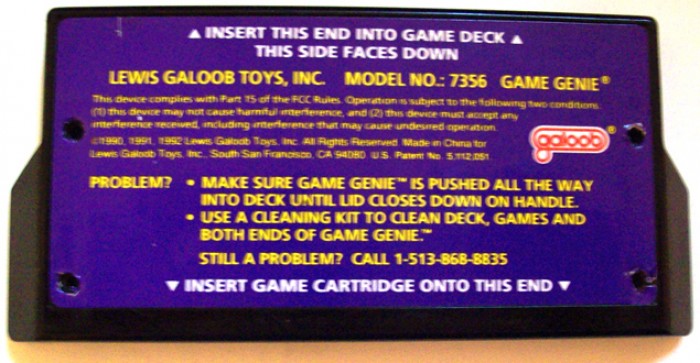 ▲ INSERT THIS END INTO GAME DECK ▲
THIS SIDE FACES DOWN
LEWIS GALOOB TOYS, INC. MODEL NO.: 7356 GAME GENIE®
This device complies with Part 15 of the FCC Rules. Operation is subject to the following two conditions.
(1) this device may not cause harmful interference, and (2) this device must accept any
interference received, including interference that may cause undesired operation.
©1990, 1991, 1992 Lewis Galoob Toys, Inc. All Rights Reserved. Made in China for
Lewis Galoob Toys, Inc., South San Francisco, CA 94080 U.S. Patent No. 5,112,051
galoob®
PROBLEM? • MAKE SURE GAME GENIE™ IS PUSHED ALL THE WAY
INTO DECK UNTIL LID CLOSES DOWN ON HANDLE.
• USE A CLEANING KIT TO CLEAN DECK, GAMES AND
BOTH ENDS OF GAME GENIE.™
STILL A PROBLEM? CALL 1-513-868-8835
▼ INSERT GAME CARTRIDGE ONTO THIS END ▼